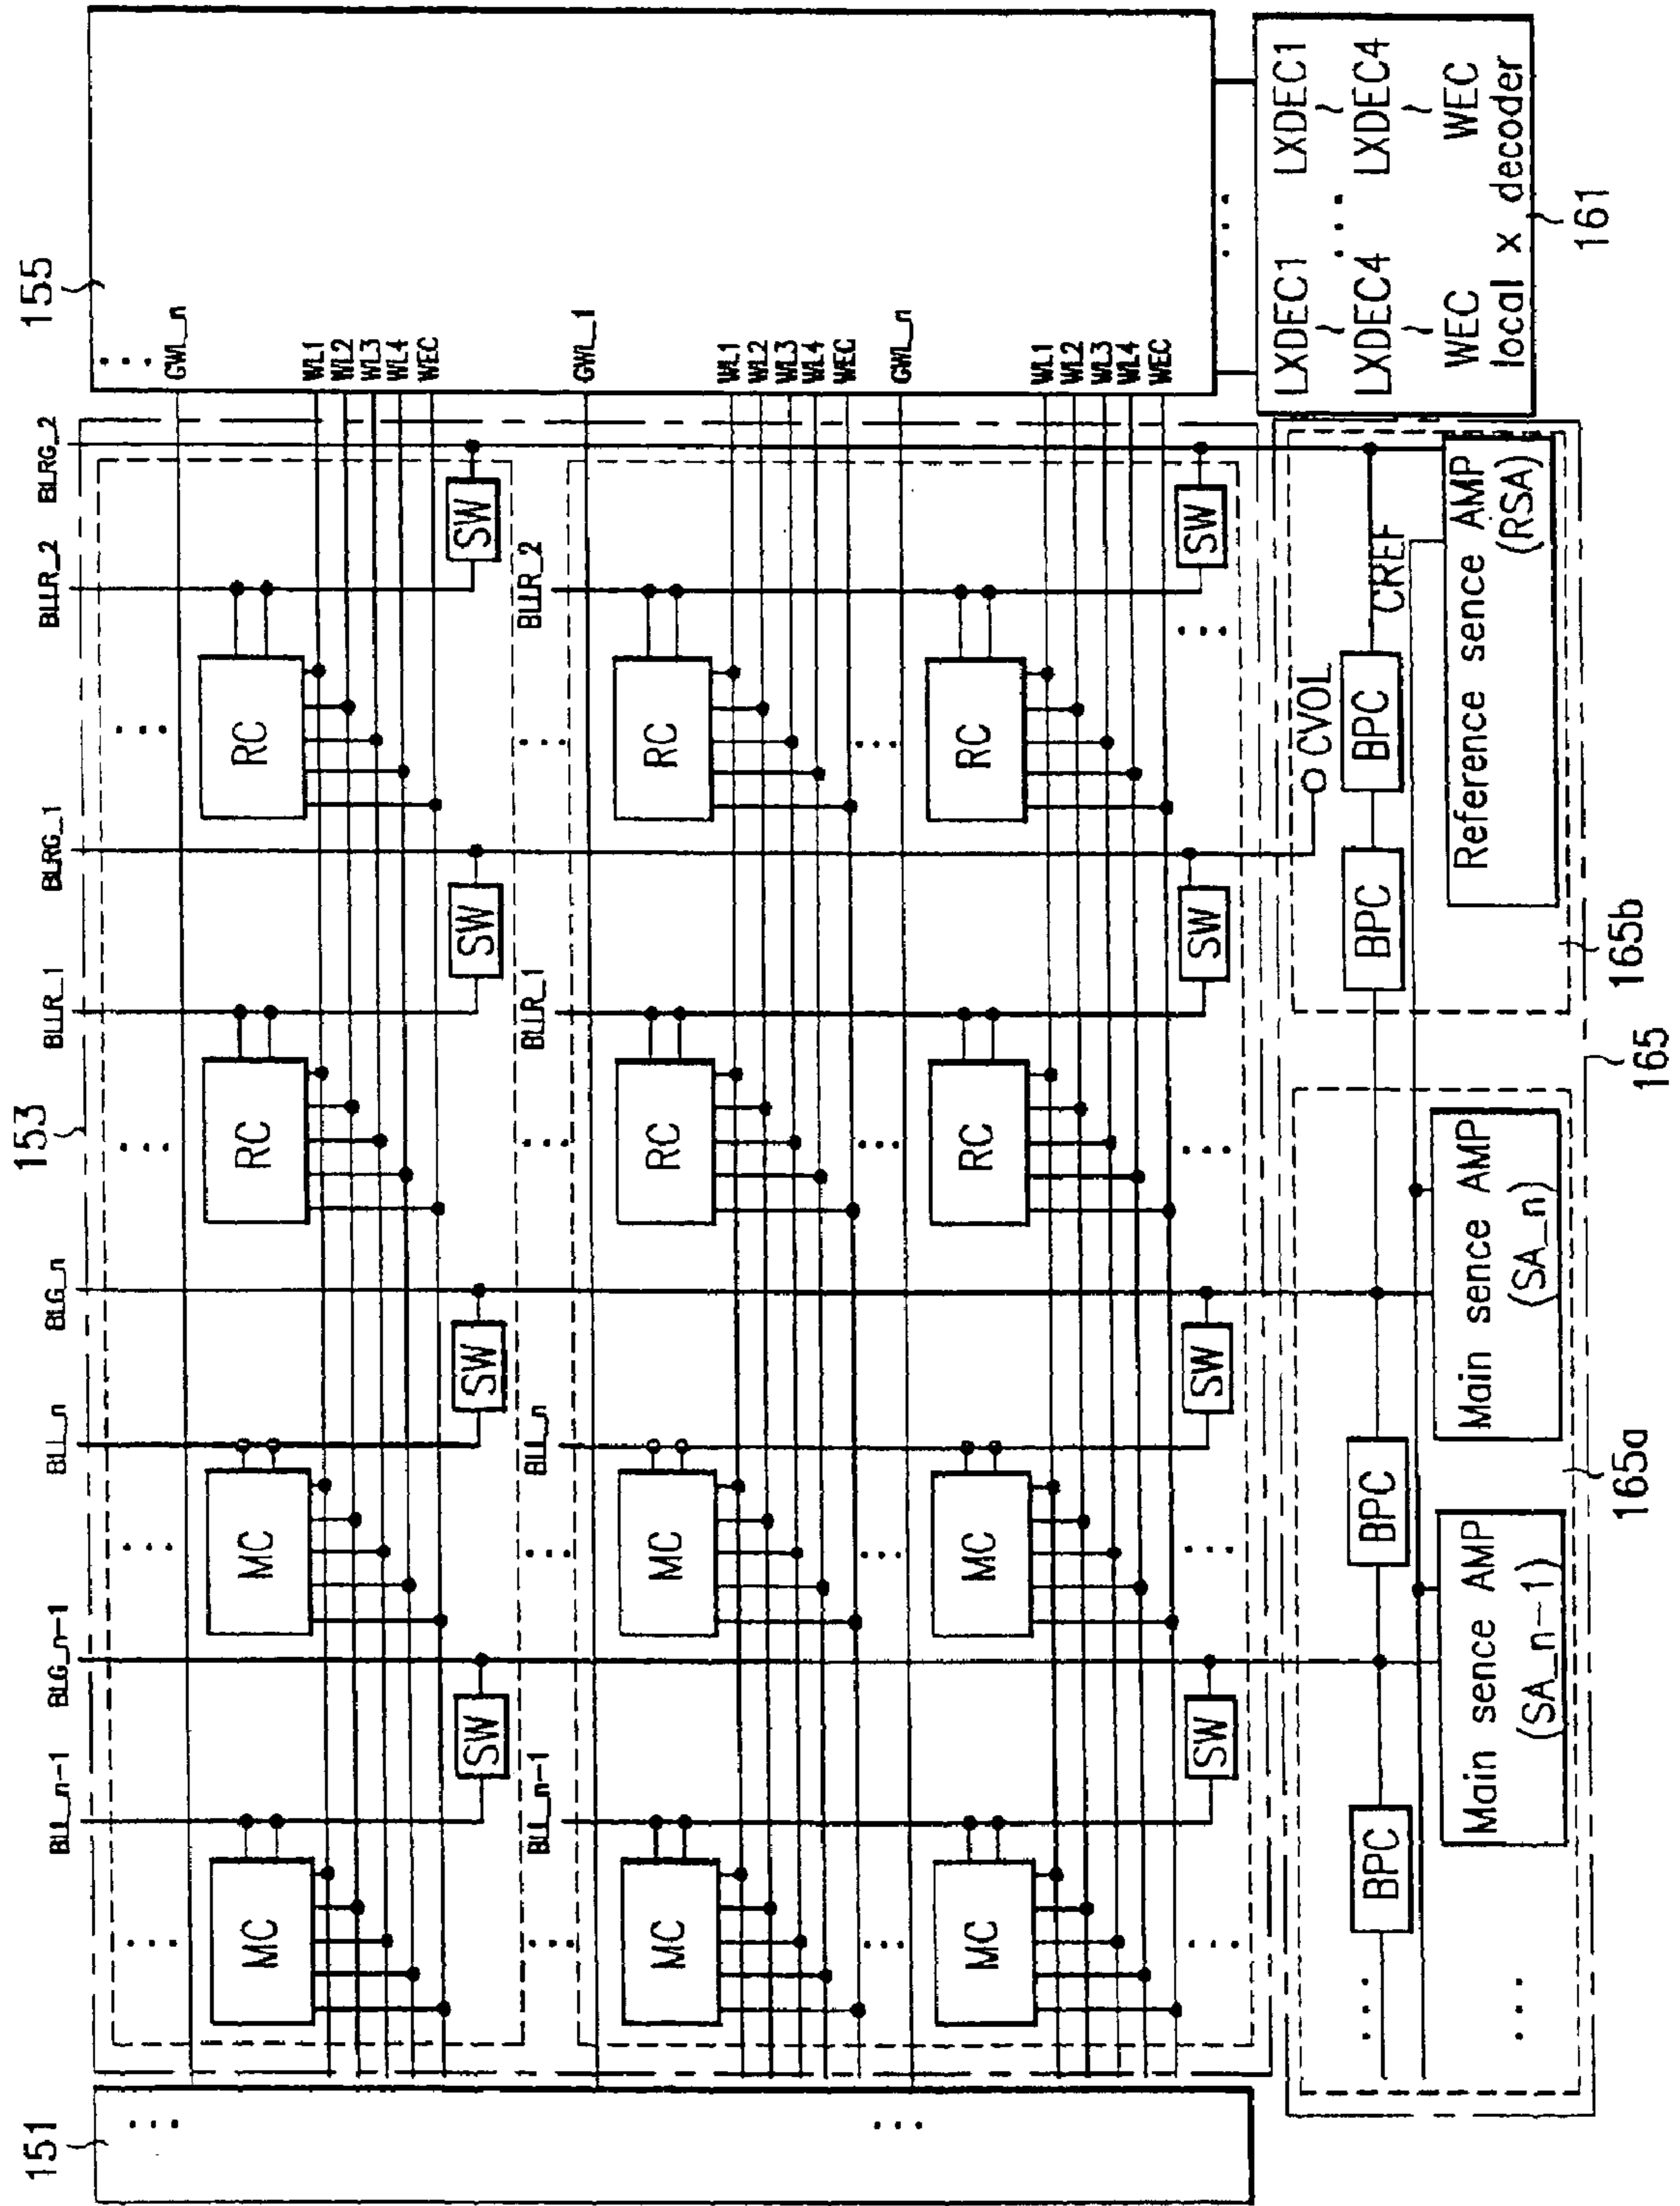 151
153
155
BLL_n-1
BLG_n-1
BLL_n
BLG_n
BLLR_1
BLRG_1
BLLR_2
BLRG_2
...
GWL_n
... ... ... ...
MC MC RC RC
WL1
WL2
WL3
WL4
WEC
SW SW SW SW
BLL_n-1
BLL_n
BLLR_1
BLLR_2
... ... ... ...
GWL_1
MC MC RC RC
WL1
WL2
WL3
WL4
WEC
... ... ... ...
GWL_n
MC MC RC RC
WL1
WL2
WL3
WL4
WEC
... ... ... ...
SW SW SW SW
...
CVOL
... BPC BPC BPC BPC
CREF
...
Main sence AMP
(SA_n-1)
Main sence AMP
(SA_n)
Reference sence AMP
(RSA)
165a
165
165b
LXDEC1 LXDEC1
~ ~
LXDEC4 ... LXDEC4
~ ~
WEC WEC
local x decoder
161